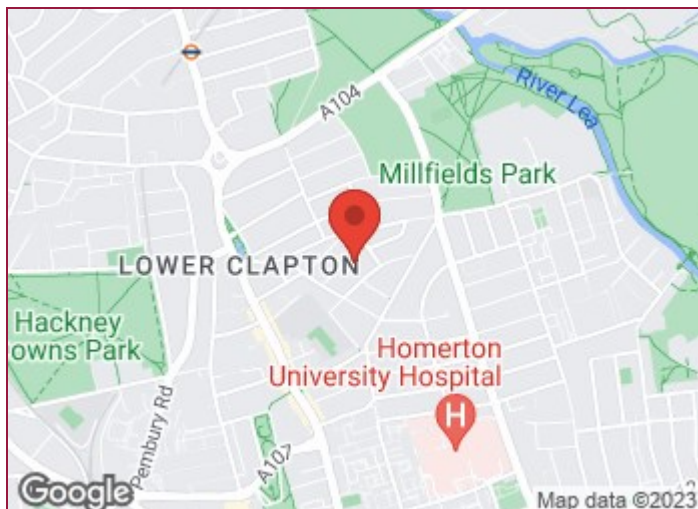 A104
River Lea
Millfields Park
LOWER CLAPTON
Hackney
owns Park
Homerton
University Hospital
H
Pembury Rd
A107
Google
Map data ©2023